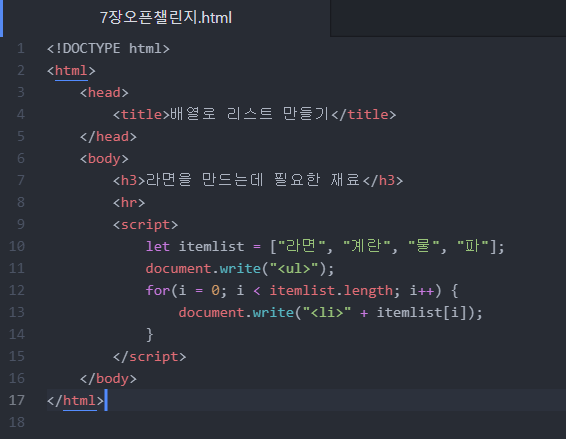 7장오픈챌린지.html
1 <!DOCTYPE html>
2 <html>
3 <head>
4 <title>배열로 리스트 만들기</title>
5 </head>
6 <body>
7 <h3>라면을 만드는데 필요한 재료</h3>
8 <hr>
9 <script>
10 let itemlist = ["라면", "계란", "물", "파"];
11 document.write("<ul>");
12 for(i = 0; i < itemlist.length; i++) {
13 document.write("<li>" + itemlist[i]);
14 }
15 </script>
16 </body>
17 </html>
18